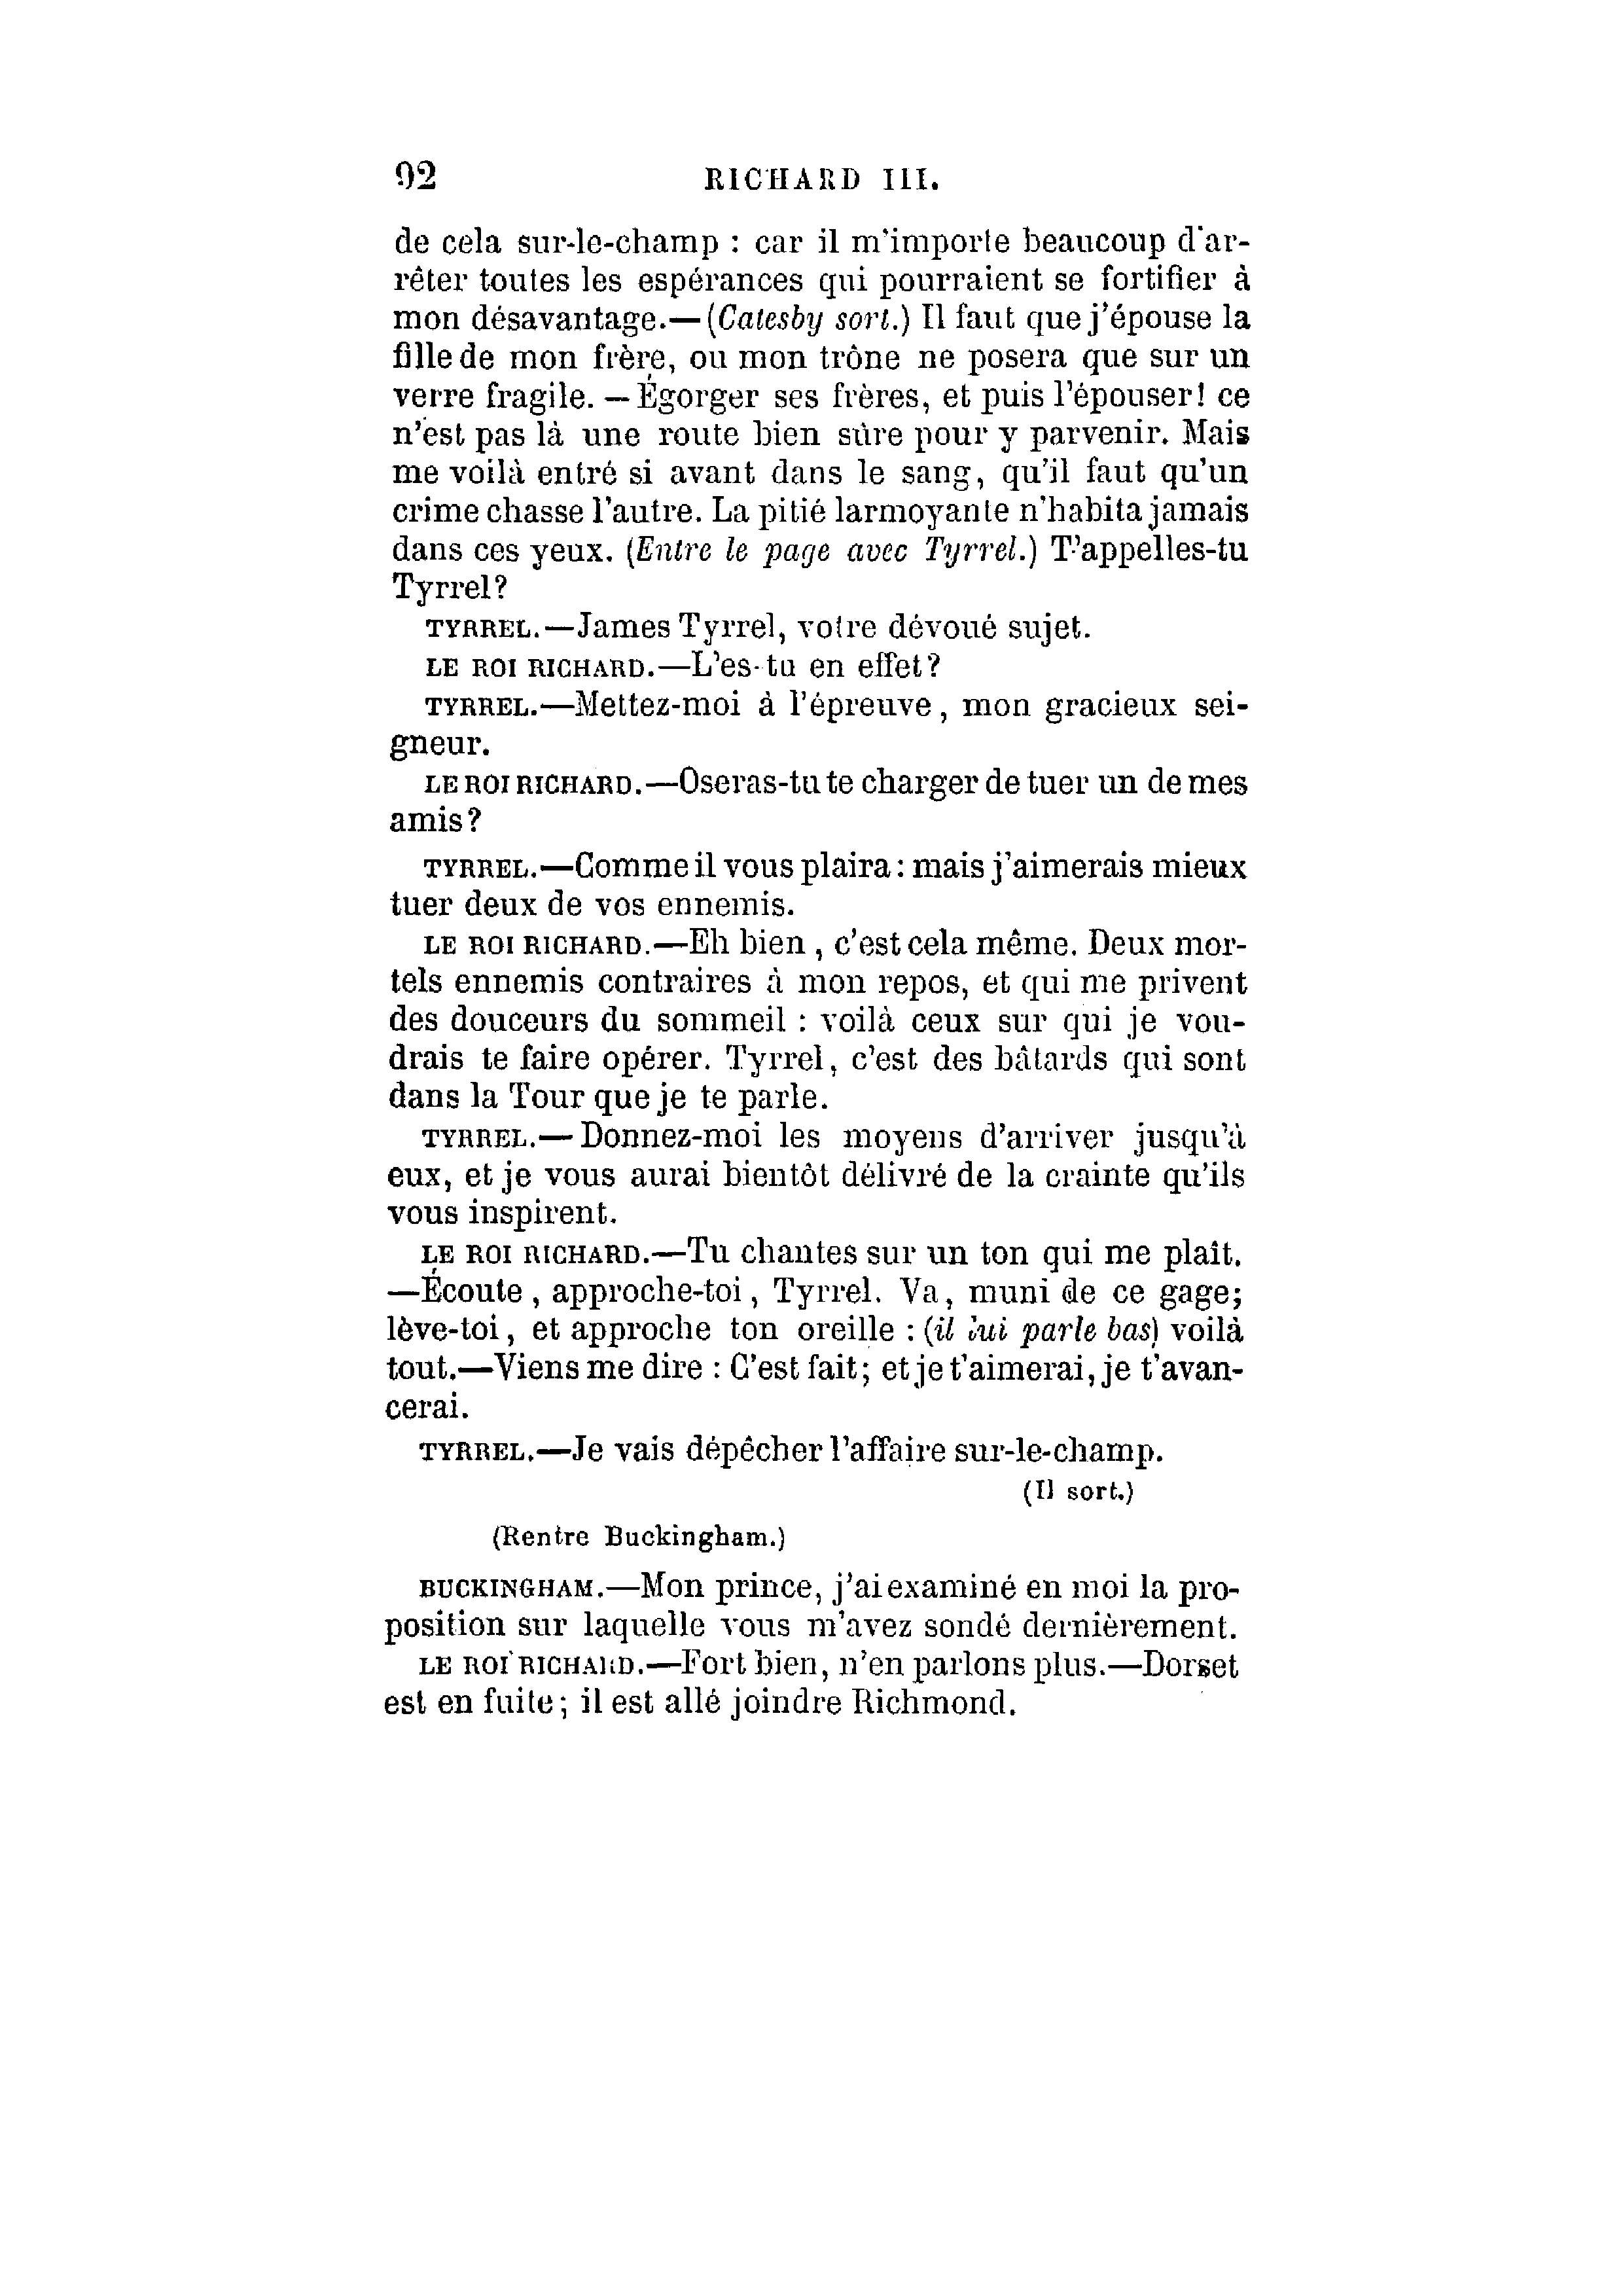 92 RICHARD III.
de cela sur-le-champ : car il m'importe beaucoup d'ar-
rêter toutes les espérances qui pourraient se fortifier à
mon désavantage.—(Catesby sort.) Il faut que j'épouse la
fille de mon frère, ou mon trône ne posera que sur un
verre fragile. — Égorger ses frères, et puis l'épouser! ce
n'est pas là une route bien sûre pour y parvenir. Mais
me voilà entré si avant dans le sang, qu'il faut qu'un
crime chasse l'autre. La pitié larmoyante n'habita jamais
dans ces yeux. (Entre le page avec Tyrrel.) T'appelles-tu
Tyrrel?
TYRREL.—James Tyrrel, votre dévoué sujet.
LE ROI RICHARD.—L'es-tu en effet?
TYRREL.—Mettez-moi à l'épreuve, mon gracieux sei-
gneur.
LE ROI RICHARD.—Oseras-tu te charger de tuer un de mes
amis?
TYRREL.—Comme il vous plaira : mais j'aimerais mieux
tuer deux de vos ennemis.
LE ROI RICHARD.—Eh bien, c'est cela même. Deux mor-
tels ennemis contraires à mon repos, et qui me privent
des douceurs du sommeil : voilà ceux sur qui je vou-
drais te faire opérer. Tyrrel, c'est des bâtards qui sont
dans la Tour que je te parle.
TYRREL.—Donnez-moi les moyens d'arriver jusqu'à
eux, et je vous aurai bientôt délivré de la crainte qu'ils
vous inspirent.
LE ROI RICHARD.—Tu chantes sur un ton qui me plaît.
—Écoute, approche-toi, Tyrrel. Va, muni de ce gage;
lève-toi, et approche ton oreille : (il lui parle bas) voilà
tout.—Viens me dire : C'est fait; et je t'aimerai, je t'avan-
cerai.
TYRREL.—Je vais dépêcher l'affaire sur-le-champ.
(Il sort.)
(Rentre Buckingham.)
BUCKINGHAM.—Mon prince, j'ai examiné en moi la pro-
position sur laquelle vous m'avez sondé dernièrement.
LE ROI RICHARD.—Fort bien, n'en parlons plus.—Dorset
est en fuite; il est allé joindre Richmond.